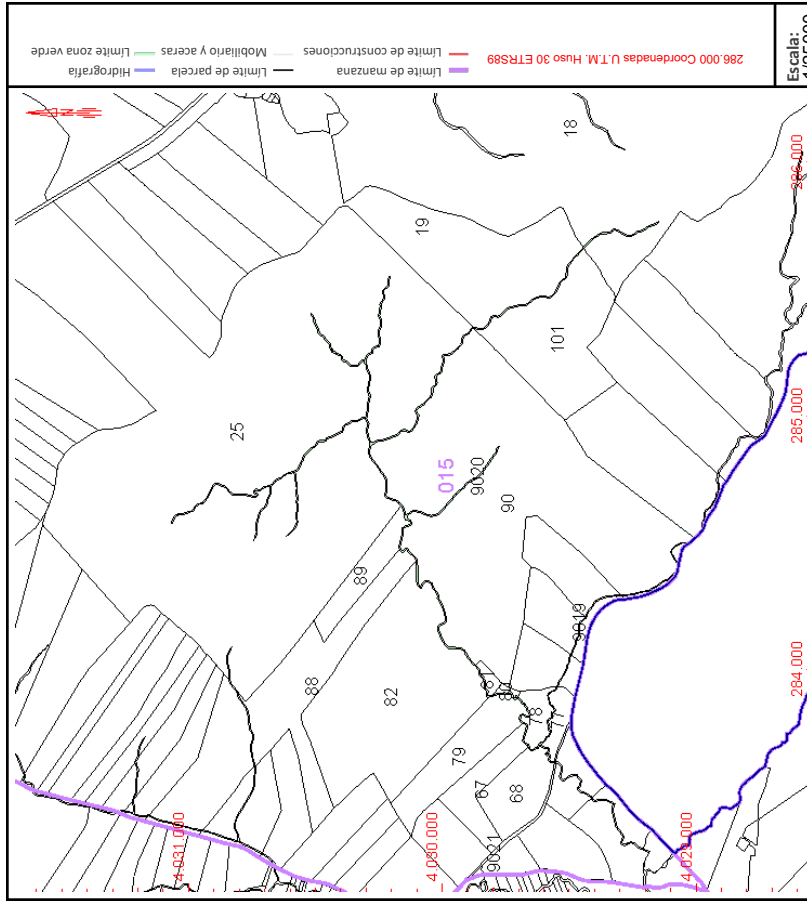 Límite zona verde
Hidrografía
Mobiliario y aceras
Límite de parcela
Límite de construcciones
Límite de manzana
286.000 Coordenadas U.T.M. Huso 30 ETRS89
Escala:
18
286.000
19
101
25
285.000
015
9020
90
89
9019
284.000
88
82
78
79
67
68
9021
4.031.000
4.030.000
4.029.000